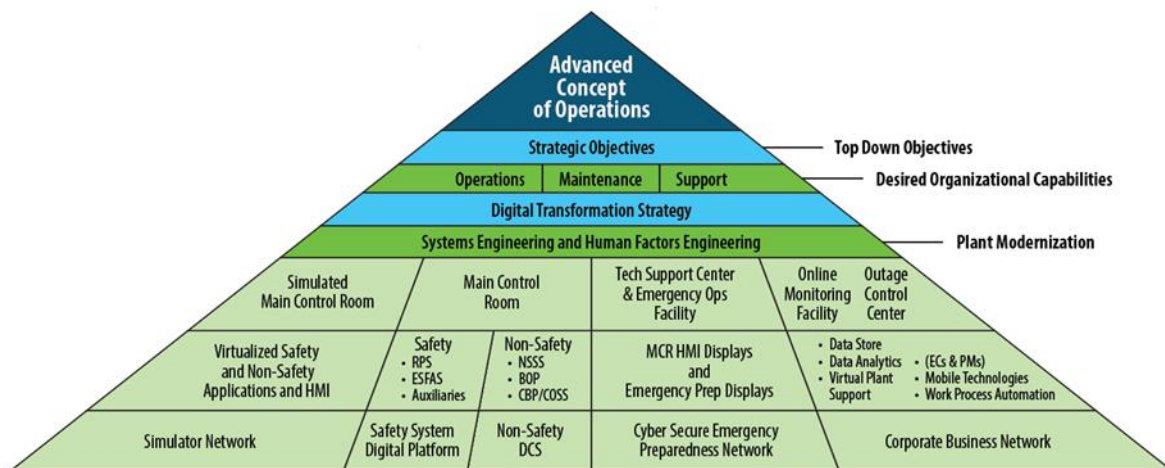 Advanced
Concept
of Operations
Strategic Objectives
Top Down Objectives
Operations
Maintenance
Support
Desired Organizational Capabilities
Digital Transformation Strategy
Systems Engineering and Human Factors Engineering
Plant Modernization
Simulated
Main Control Room
Main Control
Room
Tech Support Center
& Emergency Ops
Facility
Online
Monitoring
Facility
Outage
Control
Center
Virtualized Safety
and Non-Safety
Applications and HMI
Safety
• RPS
• ESFAS
• Auxiliaries
Non-Safety
• NSSS
• BOP
• CBP/COSS
MCR HMI Displays
and
Emergency Prep Displays
• Data Store
• Data Analytics
• Virtual Plant
Support
• (ECs & PMs)
• Mobile Technologies
• Work Process Automation
Simulator Network
Safety System
Digital Platform
Non-Safety
DCS
Cyber Secure Emergency
Preparedness Network
Corporate Business Network